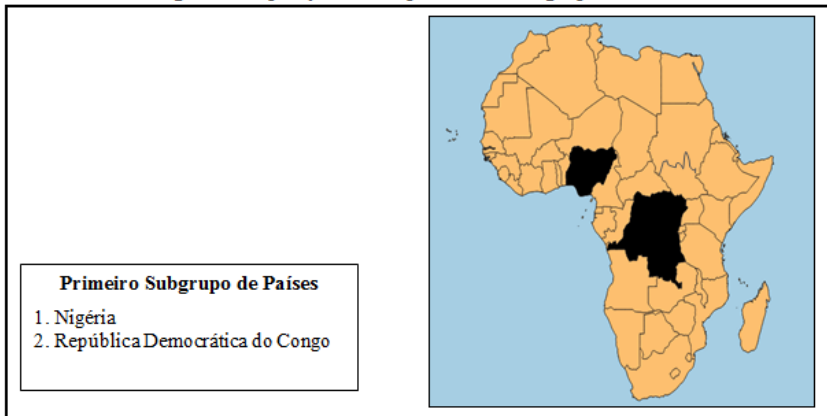 Primeiro Subgrupo de Países
1. Nigéria
2. República Democrática do Congo